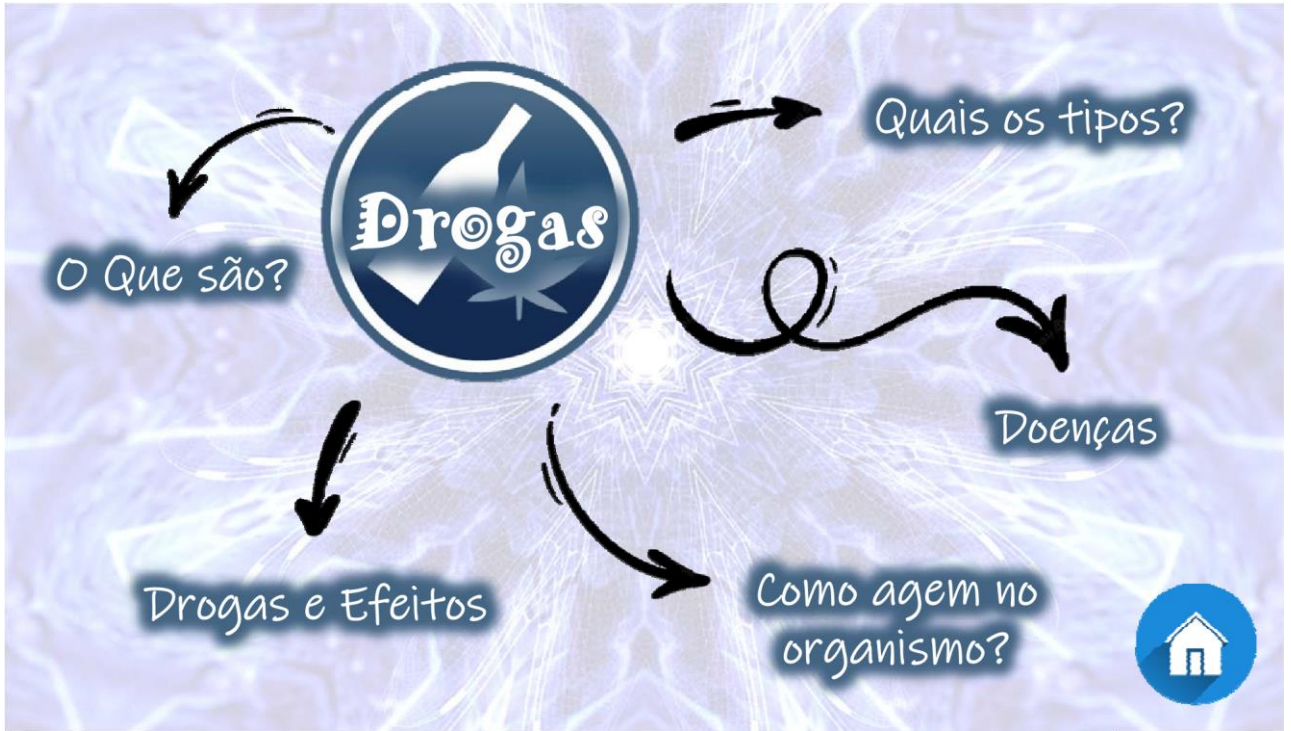 Drogas
O Que são?
Quais os tipos?
Doenças
Drogas e Efeitos
Como agem no
organismo?